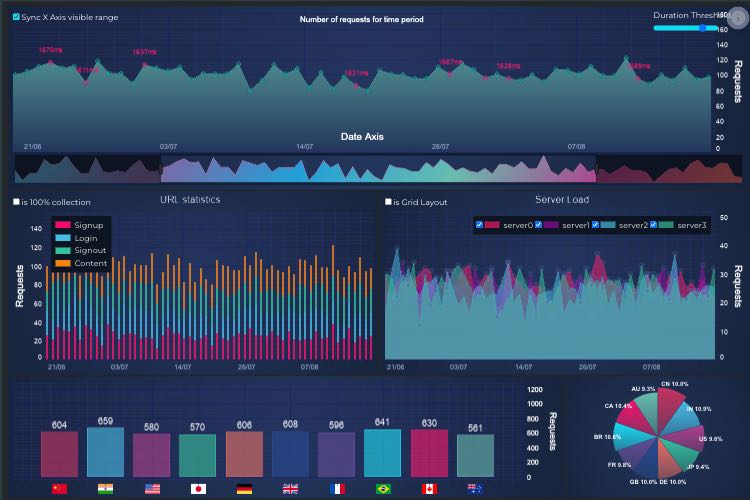 Sync X Axis visible range
Number of requests for time period
Duration
180
160
140
120
100
80
60
40
20
0
Requests
1670ms
1637ms
1631ms
1667ms
1628ms
Date Axis
21/06
03/07
14/07
26/07
07/08
is 100% collection
URL statistics
Signup
Login
Signout
Content
140
120
100
80
60
40
20
0
Requests
21/06
03/07
14/07
26/07
07/08
is Grid Layout
Server Load
server0
server1
server2
server3
50
40
30
20
10
0
Requests
21/06
03/07
14/07
26/07
07/08
604
659
580
570
606
608
596
641
630
561
1200
1000
800
600
400
200
0
Requests
CN 10.0%
IN 10.9%
US 9.6%
JP 9.4%
DE 10.0%
GB 10.0%
FR 9.8%
BR 10.6%
CA 10.4%
AU 9.3%